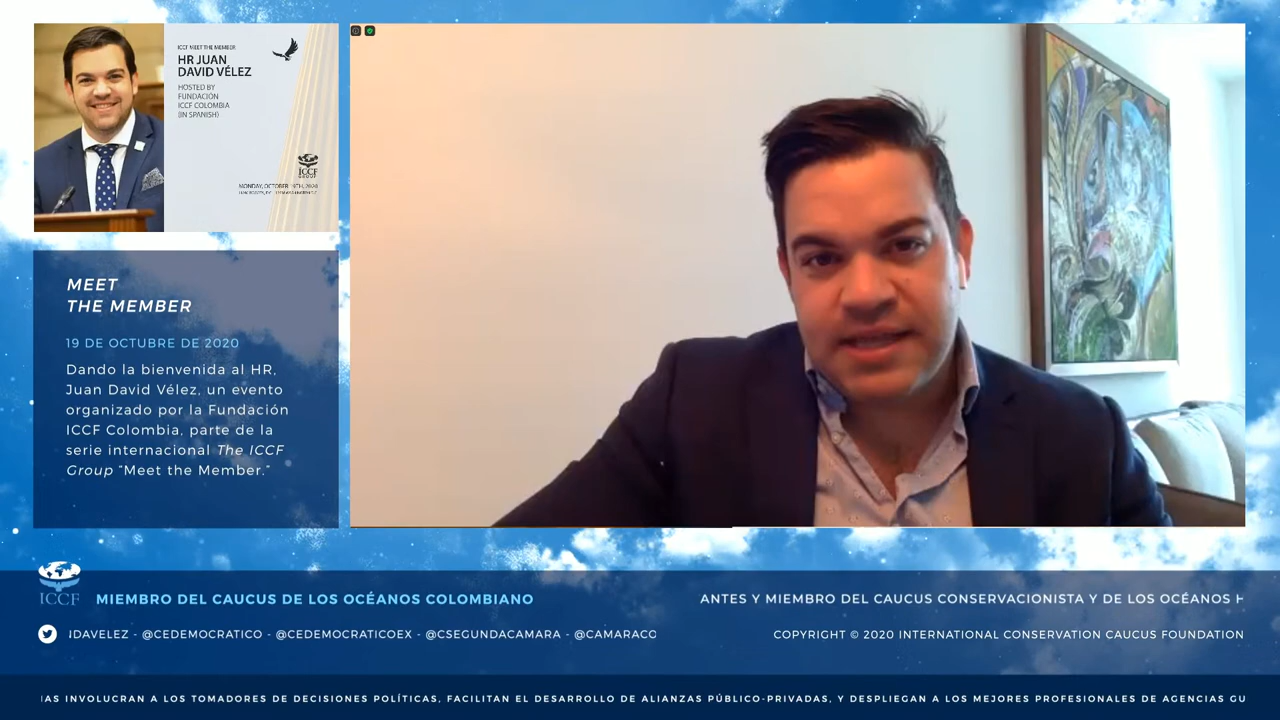 ICCF MEET THE MEMBER
HR JUAN
DAVID VÉLEZ
HOSTED BY
FUNDACIÓN
ICCF COLOMBIA
(IN SPANISH)
ICCF
GROUP
MONDAY, OCTOBER 19TH, 2020
MEET
THE MEMBER
19 DE OCTUBRE DE 2020
Dando la bienvenida al HR,
Juan David Vélez, un evento
organizado por la Fundación
ICCF Colombia, parte de la
serie internacional The ICCF
Group "Meet the Member."
ICCF
MIEMBRO DEL CAUCUS DE LOS OCÉANOS COLOMBIANO
ANTES Y MIEMBRO DEL CAUCUS CONSERVACIONISTA Y DE LOS OCÉANOS
IDAVELEZ - @CEDEMOCRATICO - @CEDEMOCRATICOEX - @CSEGUNDACAMARA - @CAMARACO
COPYRIGHT © 2020 INTERNATIONAL CONSERVATION CAUCUS FOUNDATION
IAS INVOLUCRAN A LOS TOMADORES DE DECISIONES POLÍTICAS, FACILITAN EL DESARROLLO DE ALIANZAS PÚBLICO-PRIVADAS, Y DESPLIEGAN A LOS MEJORES PROFESIONALES DE AGENCIAS GU